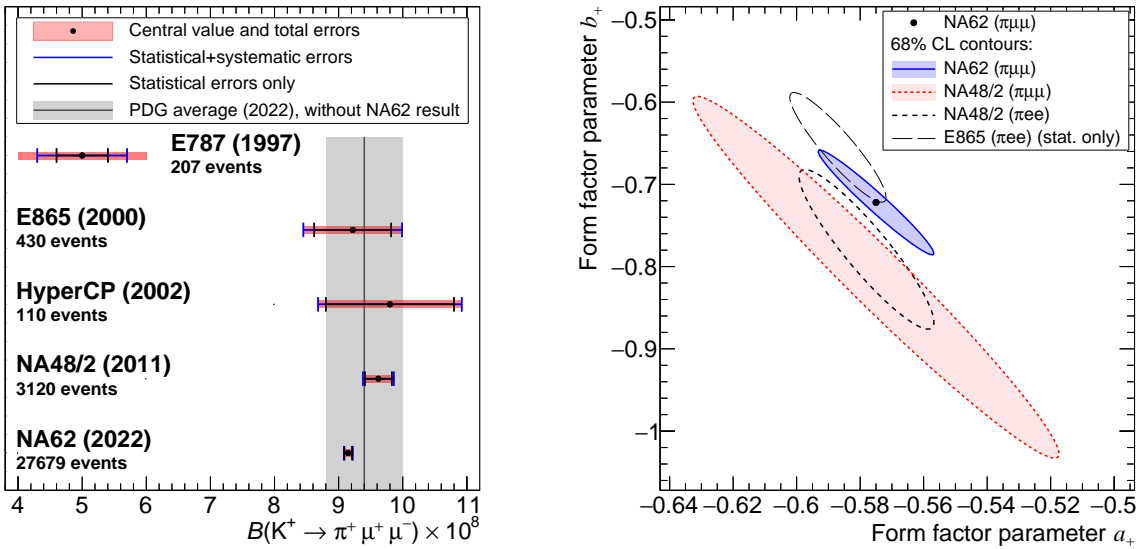 Central value and total errors
Statistical+systematic errors
Statistical errors only
PDG average (2022), without NA62 result
E787 (1997)
207 events
E865 (2000)
430 events
HyperCP (2002)
110 events
NA48/2 (2011)
3120 events
NA62 (2022)
27679 events
4 5 6 7 8 9 10 11
B(K⁺ → π⁺ μ⁺ μ⁻) × 10⁸
Form factor parameter b₊
−0.5
−0.6
−0.7
−0.8
−0.9
−1
NA62 (πμμ)
68% CL contours:
NA62 (πμμ)
NA48/2 (πμμ)
NA48/2 (πee)
E865 (πee) (stat. only)
−0.64 −0.62 −0.6 −0.58 −0.56 −0.54 −0.52 −0.5
Form factor parameter a₊